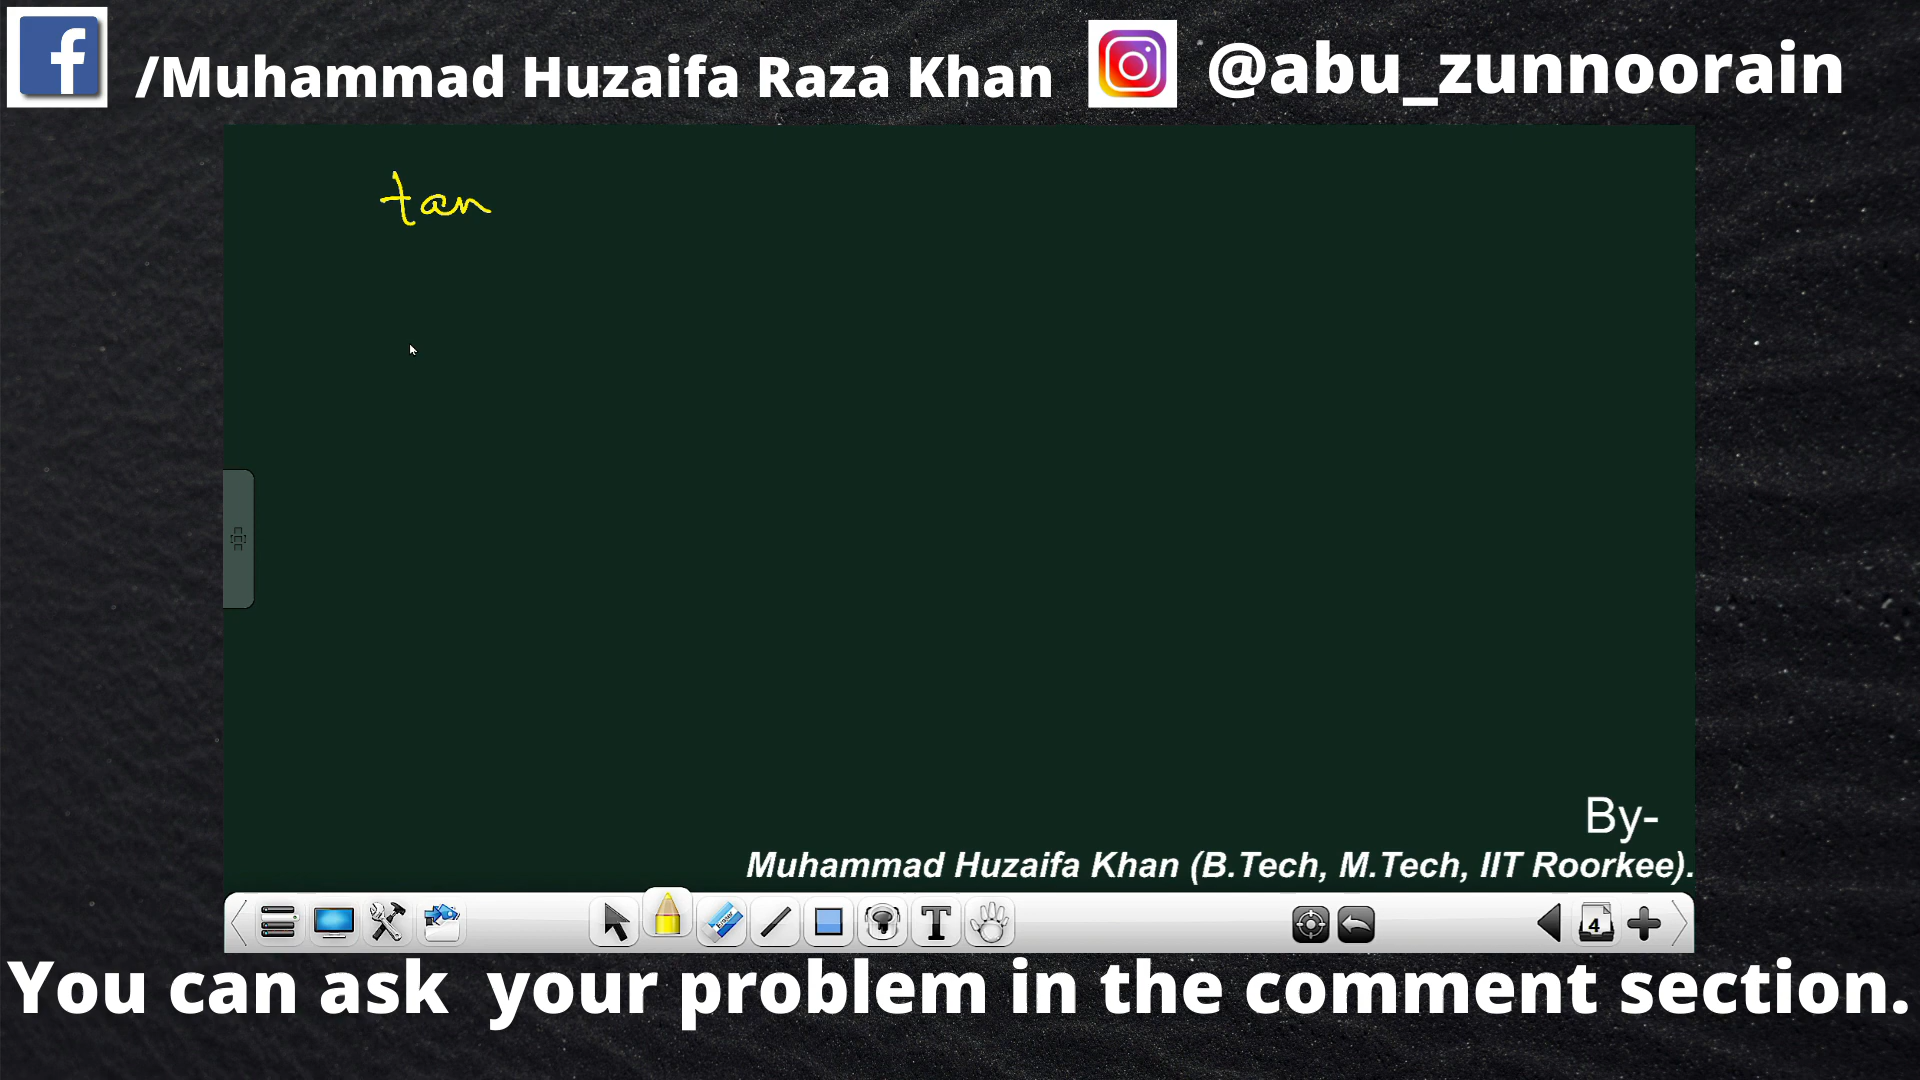 /Muhammad Huzaifa Raza Khan @abu_zunnoorain
tan
By-
Muhammad Huzaifa Khan (B.Tech, M.Tech, IIT Roorkee).
T 4
You can ask your problem in the comment section.